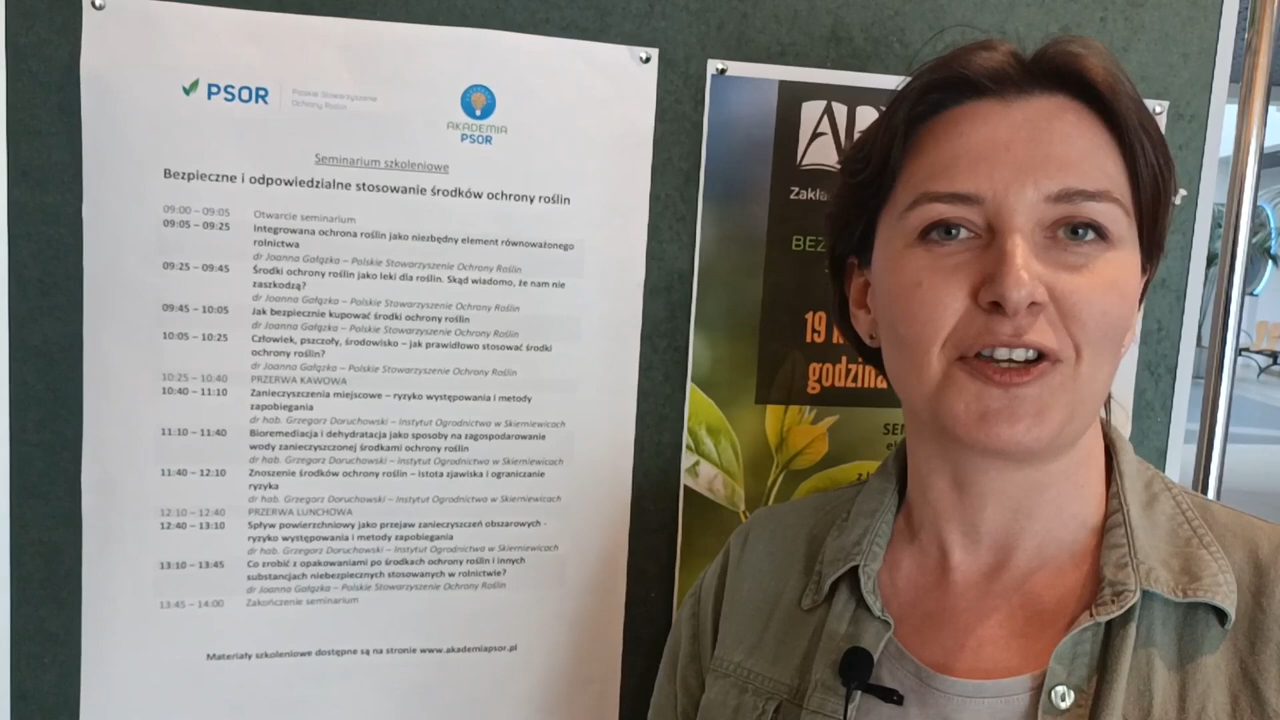 PSOR
Polskie Stowarzyszenie
Ochrony Roślin
AKADEMIA
PSOR
Seminarium szkoleniowe
Bezpieczne i odpowiedzialne stosowanie środków ochrony roślin
09:00 – 09:05 Otwarcie seminarium
09:05 – 09:25 Integrowana ochrona roślin jako niezbędny element równoważonego
rolnictwa
dr Joanna Gałązka – Polskie Stowarzyszenie Ochrony Roślin
09:25 – 09:45 Środki ochrony roślin jako leki dla roślin. Skąd wiadomo, że nam nie
zaszkodzą?
dr Joanna Gałązka – Polskie Stowarzyszenie Ochrony Roślin
09:45 – 10:05 Jak bezpiecznie kupować środki ochrony roślin
dr Joanna Gałązka – Polskie Stowarzyszenie Ochrony Roślin
10:05 – 10:25 Człowiek, pszczoły, środowisko – jak prawidłowo stosować środki
ochrony roślin?
dr Joanna Gałązka – Polskie Stowarzyszenie Ochrony Roślin
10:25 – 10:40 PRZERWA KAWOWA
10:40 – 11:10 Zanieczyszczenia miejscowe – ryzyko występowania i metody
zapobiegania
dr hab. Grzegorz Doruchowski – Instytut Ogrodnictwa w Skierniewicach
11:10 – 11:40 Bioremediacja i dehydratacja jako sposoby na zagospodarowanie
wody zanieczyszczonej środkami ochrony roślin
dr hab. Grzegorz Doruchowski – Instytut Ogrodnictwa w Skierniewicach
11:40 – 12:10 Znoszenie środków ochrony roślin – istota zjawiska i ograniczanie
ryzyka
dr hab. Grzegorz Doruchowski – Instytut Ogrodnictwa w Skierniewicach
12:10 – 12:40 PRZERWA LUNCHOWA
12:40 – 13:10 Spływ powierzchniowy jako przejaw zanieczyszczeń obszarowych -
ryzyko występowania i metody zapobiegania
dr hab. Grzegorz Doruchowski – Instytut Ogrodnictwa w Skierniewicach
13:10 – 13:45 Co zrobić z opakowaniami po środkach ochrony roślin i innych
substancjach niebezpiecznych stosowanych w rolnictwie?
dr Joanna Gałązka – Polskie Stowarzyszenie Ochrony Roślin
13:45 – 14:00 Zakończenie seminarium
Materiały szkoleniowe dostępne są na stronie www.akademiapsor.pl
Zakła
BEZ
19
godzina
SE